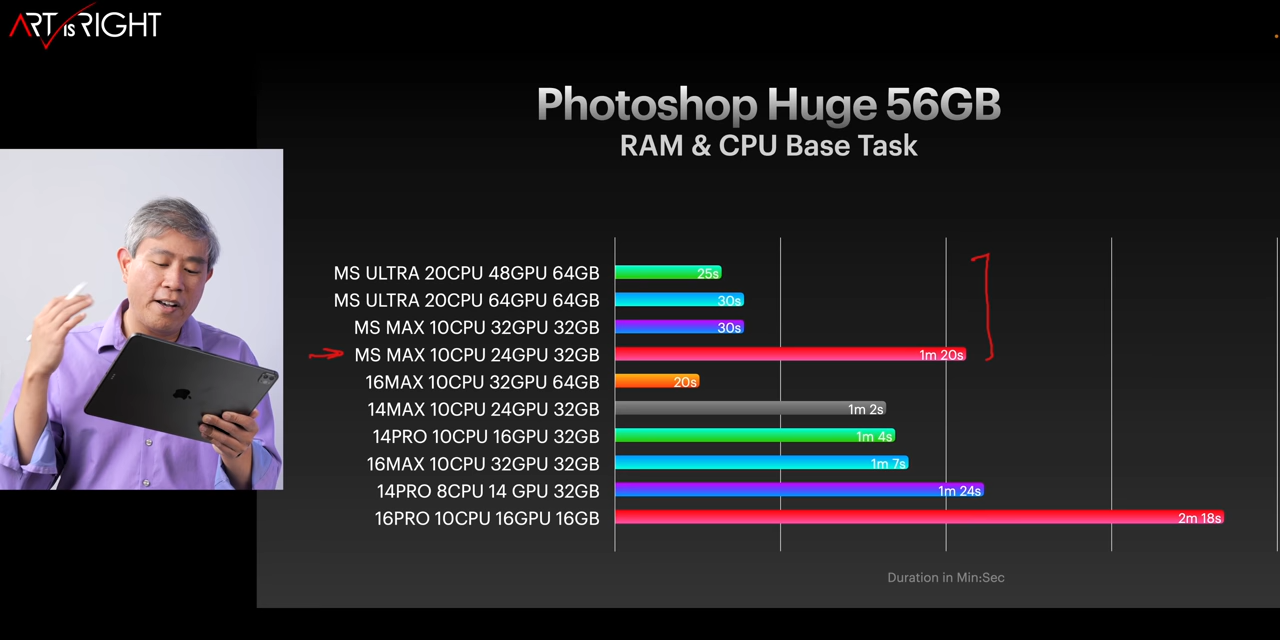 ART IS RIGHT
Photoshop Huge 56GB
RAM & CPU Base Task
MS ULTRA 20CPU 48GPU 64GB 25s
MS ULTRA 20CPU 64GPU 64GB 30s
MS MAX 10CPU 32GPU 32GB 30s
MS MAX 10CPU 24GPU 32GB 1m 20s
16MAX 10CPU 32GPU 64GB 20s
14MAX 10CPU 24GPU 32GB 1m 2s
14PRO 10CPU 16GPU 32GB 1m 4s
16MAX 10CPU 32GPU 32GB 1m 7s
14PRO 8CPU 14 GPU 32GB 1m 24s
16PRO 10CPU 16GPU 16GB 2m 18s
Duration in Min:Sec